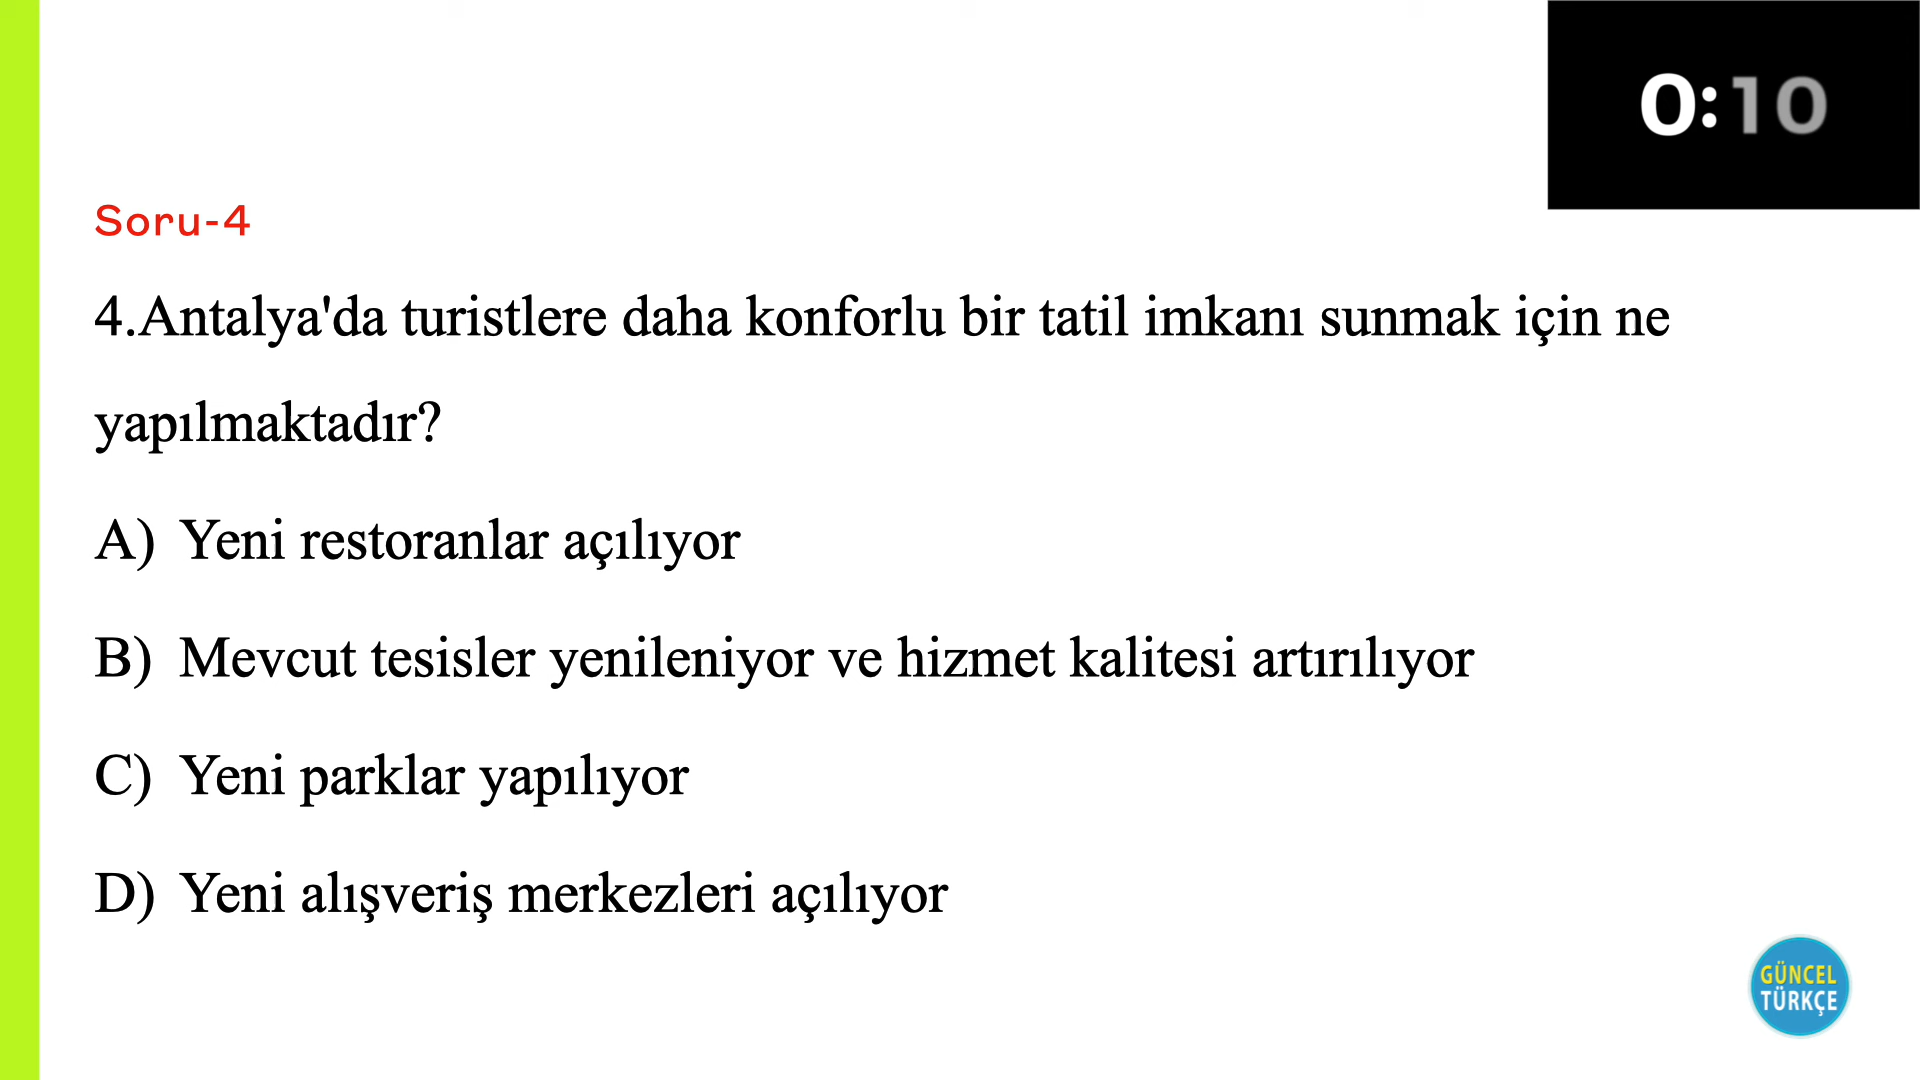 0:10
Soru-4
4.Antalya'da turistlere daha konforlu bir tatil imkanı sunmak için ne
yapılmaktadır?
A) Yeni restoranlar açılıyor
B) Mevcut tesisler yenileniyor ve hizmet kalitesi artırılıyor
C) Yeni parklar yapılıyor
D) Yeni alışveriş merkezleri açılıyor
GÜNCEL
TÜRKÇE